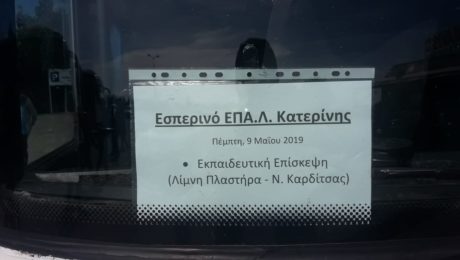 Εσπερινό ΕΠΑ.Λ. Κατερίνης
Πέμπτη, 9 Μαΐου 2019
• Εκπαιδευτική Επίσκεψη
(Λίμνη Πλαστήρα - Ν. Καρδίτσας)